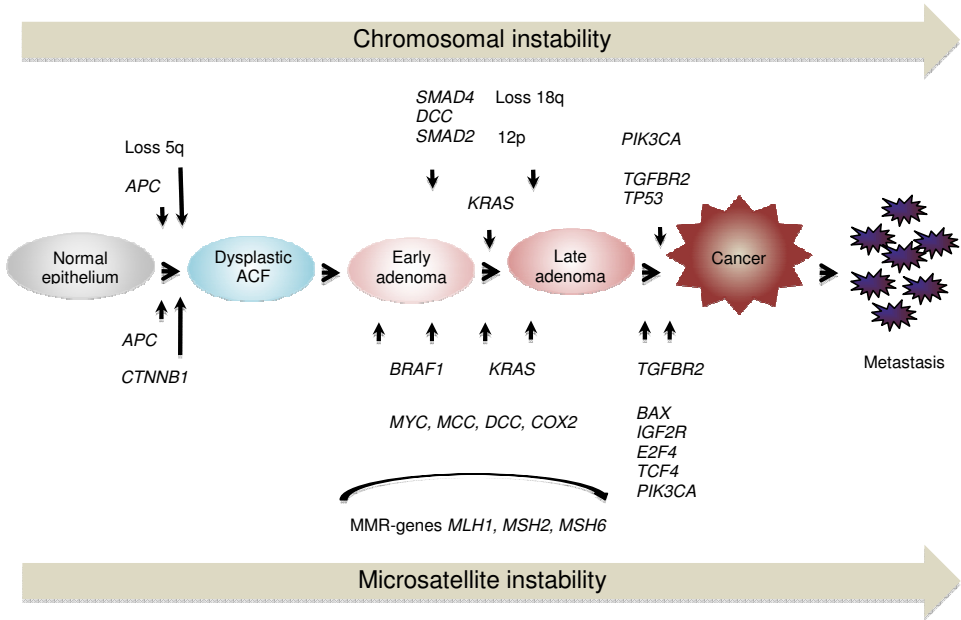 Chromosomal instability
SMAD4 Loss 18q
DCC
SMAD2 12p
PIK3CA
Loss 5q
APC
TGFBR2
TP53
KRAS
Normal
epithelium
Dysplastic
ACF
Early
adenoma
Late
adenoma
Cancer
APC
CTNNB1
BRAF1
KRAS
TGFBR2
Metastasis
MYC, MCC, DCC, COX2
BAX
IGF2R
E2F4
TCF4
PIK3CA
MMR-genes MLH1, MSH2, MSH6
Microsatellite instability